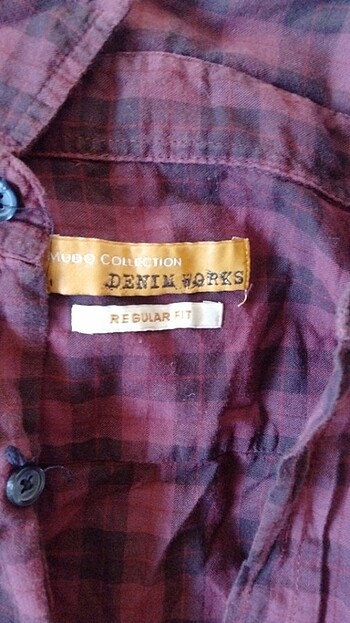 MUDO COLLECTION
DENIM WORKS
REGULAR FIT